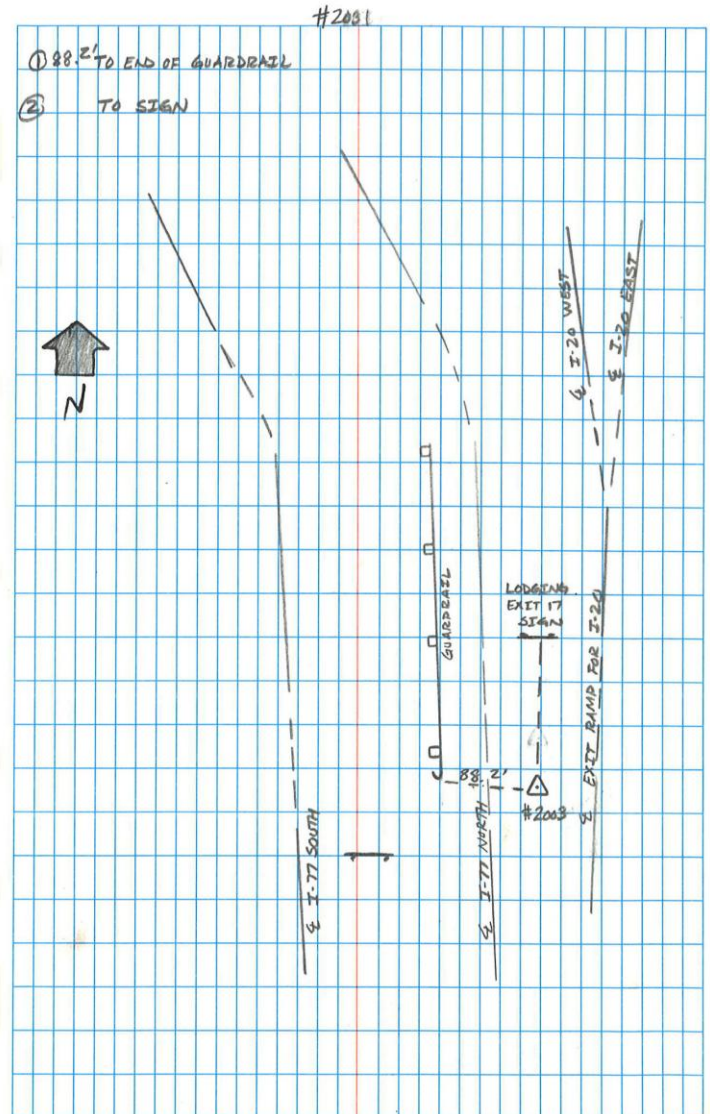 #2031
① 88.2' TO END OF GUARDRAIL
② TO SIGN
N
℄ I-20 WEST
℄ I-20 EAST
GUARDRAIL
LODGING
EXIT 17
SIGN
℄ EXIT RAMP FOR I-20
88.2'
#2003
℄ I-77 SOUTH
℄ I-77 NORTH